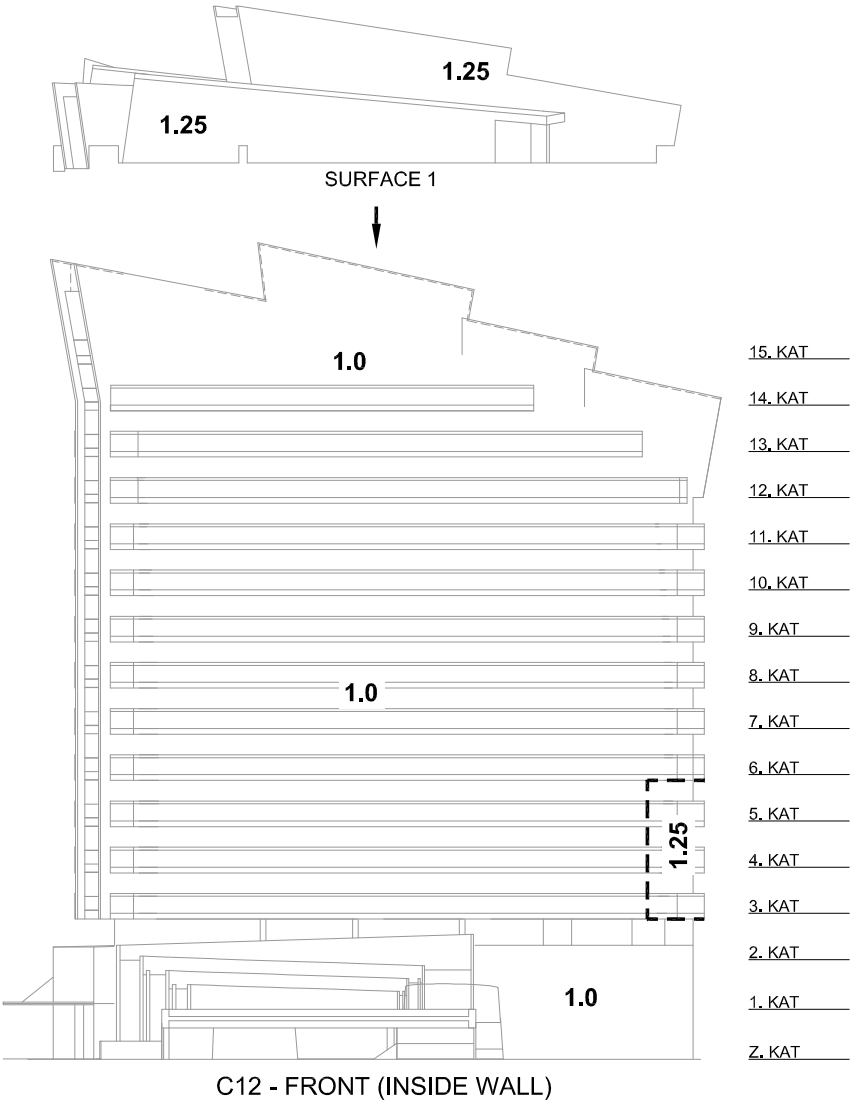 1.25
1.25
SURFACE 1
1.0
15. KAT
14. KAT
13. KAT
12. KAT
11. KAT
10. KAT
9. KAT
8. KAT
1.0
7. KAT
6. KAT
5. KAT
1.25
4. KAT
3. KAT
2. KAT
1.0
1. KAT
Z. KAT
C12 - FRONT (INSIDE WALL)